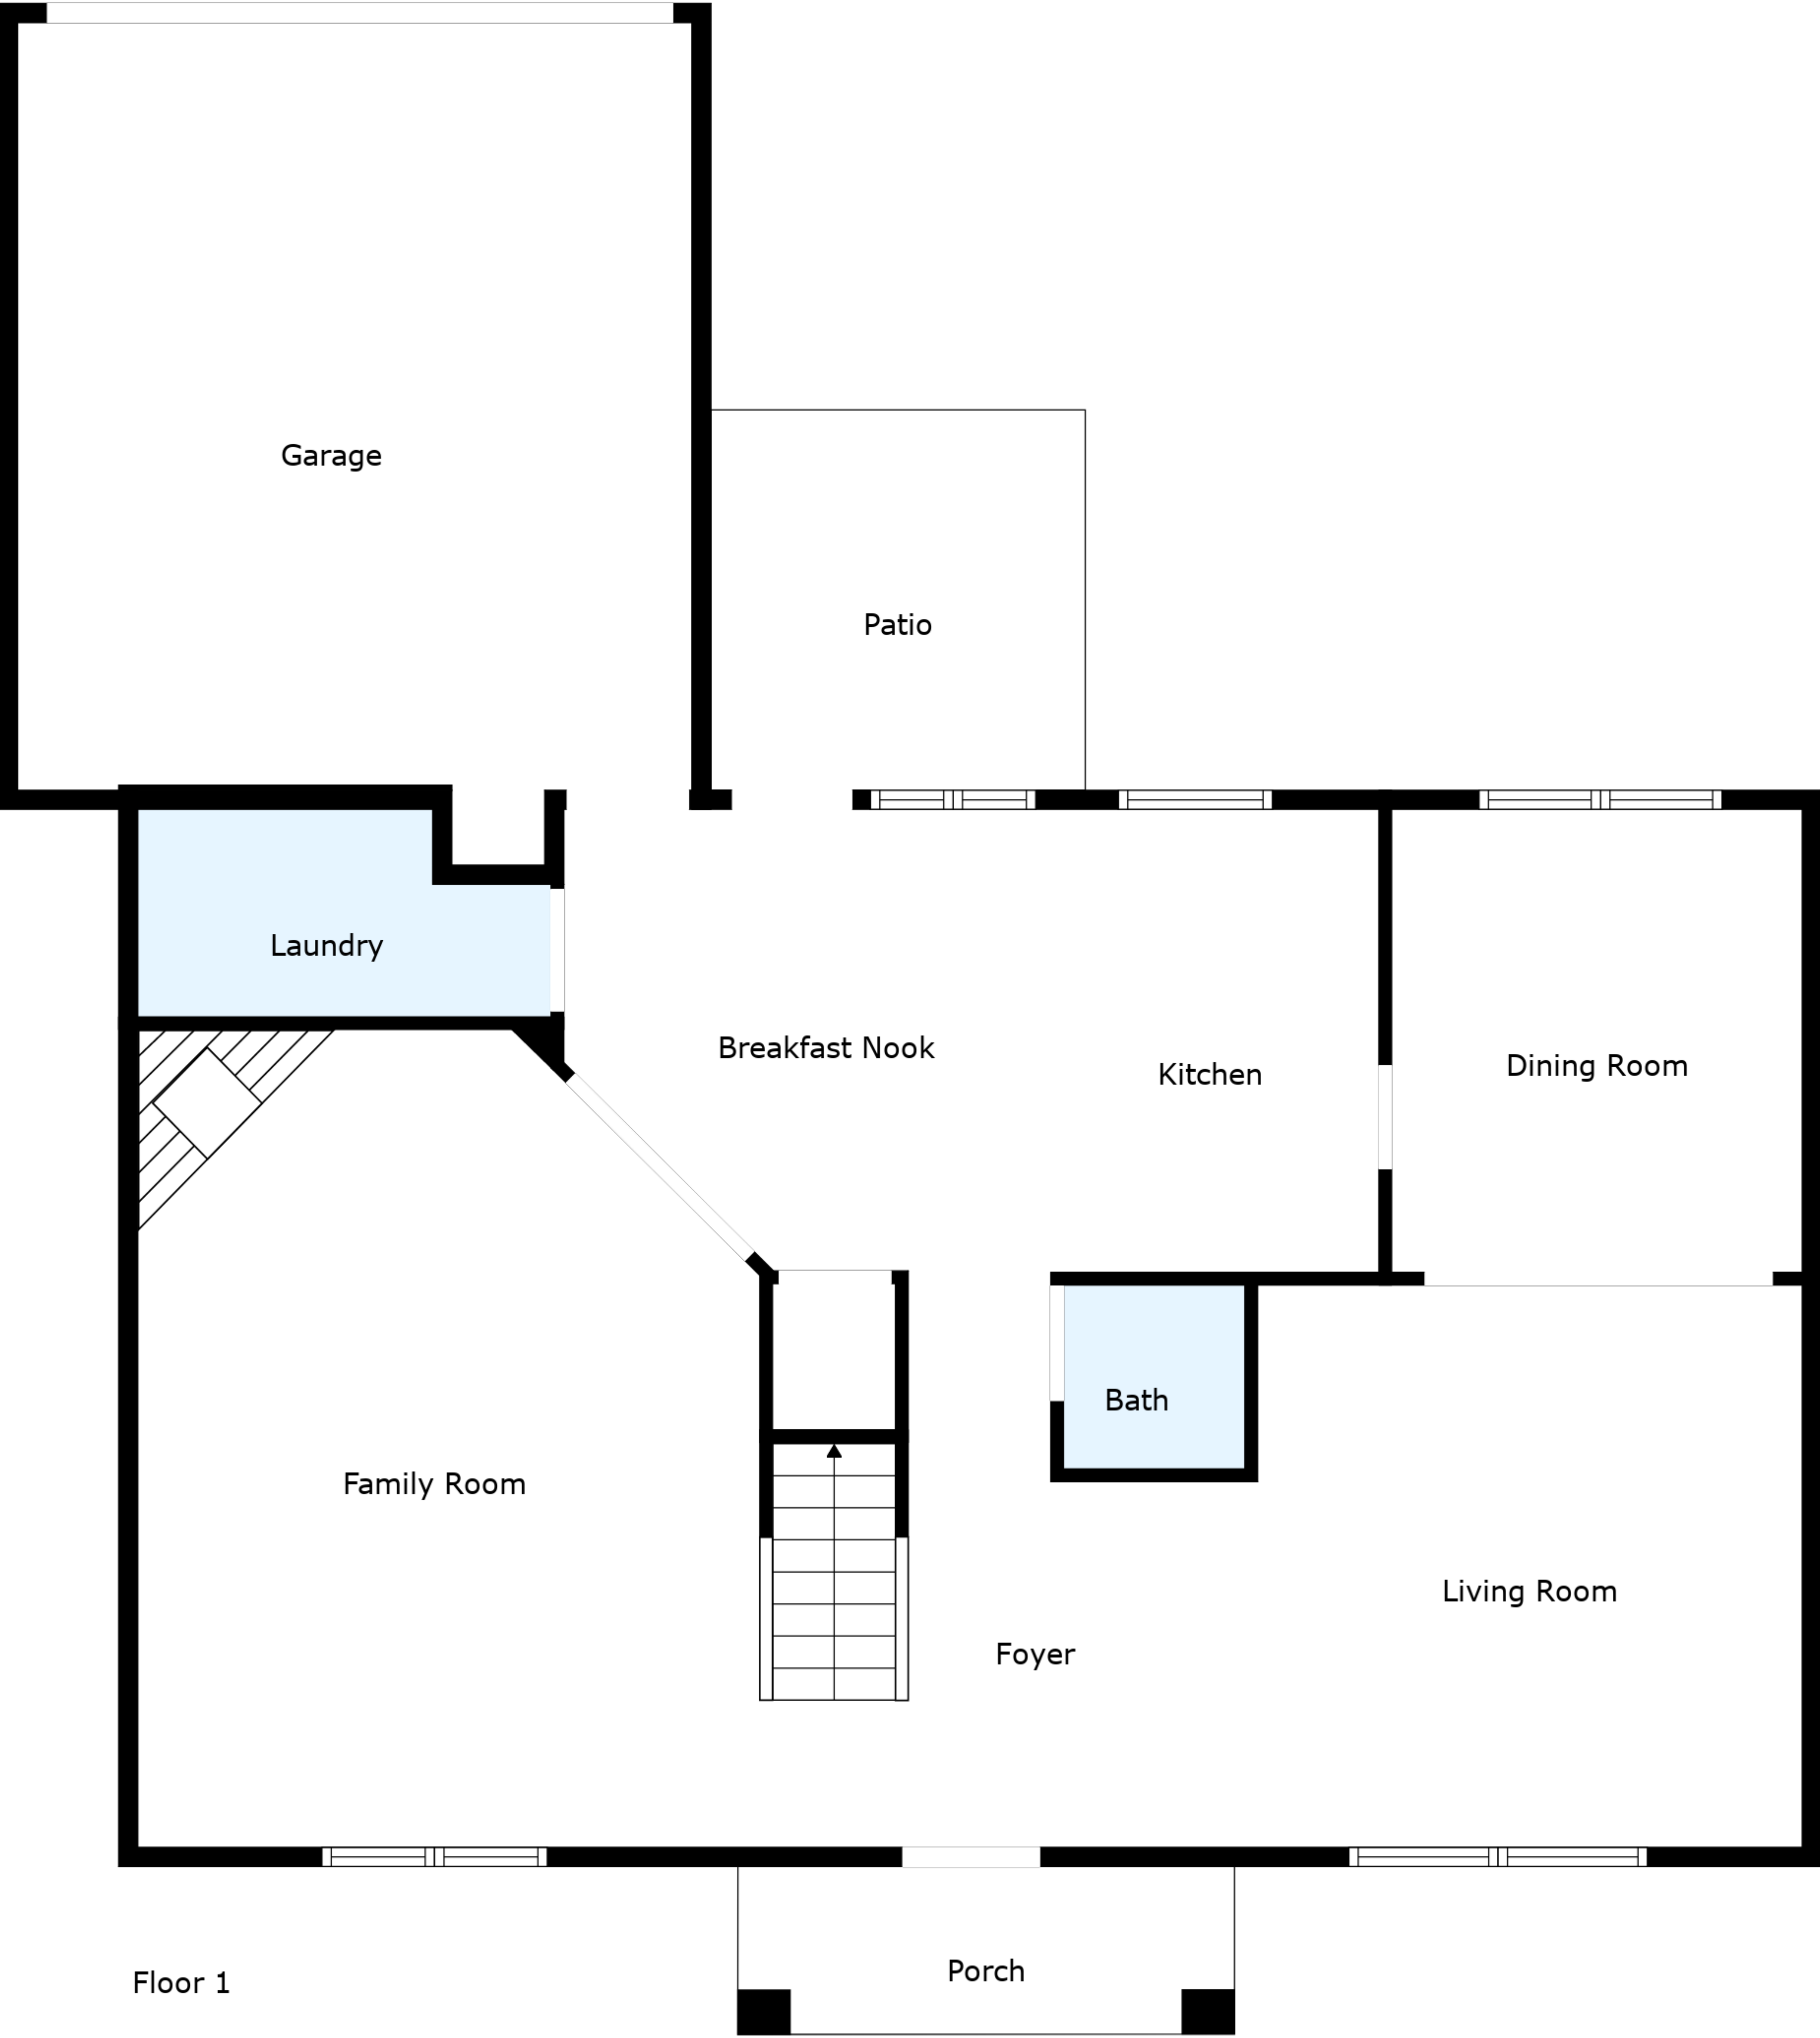 Garage
Patio
Laundry
Breakfast Nook
Kitchen
Dining Room
Bath
Family Room
Living Room
Foyer
Porch
Floor 1